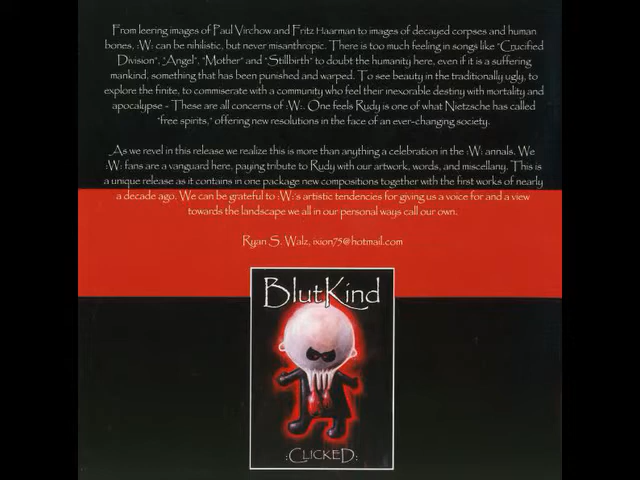 From leering images of Paul Virchow and Fritz Haarman to images of decayed corpses and human
bones, :W: can be nihilistic, but never misanthropic. There is too much feeling in songs like "Crucified
Division", "Angel", "Mother" and "Stillbirth" to doubt the humanity here, even if it is a suffering
mankind, something that has been punished and warped. To see beauty in the traditionally ugly, to
explore the finite, to commiserate with a community who feel their inexorable destiny with mortality and
apocalypse - These are all concerns of :W:. One feels Rudy is one of what Nietzsche has called
"free spirits," offering new resolutions in the face of an ever-changing society.
As we revel in this release we realize this is more than anything a celebration in the :W: annals. We
:W: fans are a vanguard here, paying tribute to Rudy with our artwork, words, and miscellany. This is
a unique release as it contains in one package new compositions together with the first works of nearly
a decade ago. We can be grateful to :W:'s artistic tendencies for giving us a voice for and a view
towards the landscape we all in our personal ways call our own.
Ryan S. Walz, ixion75@hotmail.com
BlutKind
:CLICKED: